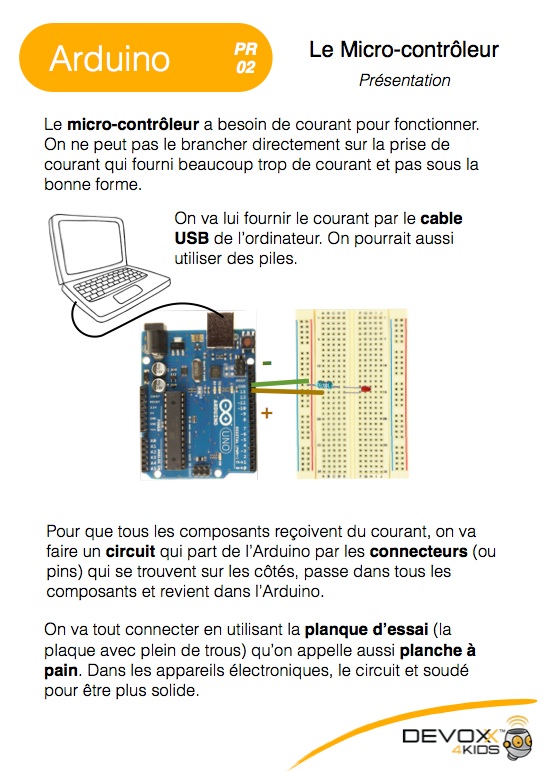 Arduino
PR
02
Le Micro-contrôleur
Présentation
Le micro-contrôleur a besoin de courant pour fonctionner.
On ne peut pas le brancher directement sur la prise de
courant qui fourni beaucoup trop de courant et pas sous la
bonne forme.
On va lui fournir le courant par le cable
USB de l'ordinateur. On pourrait aussi
utiliser des piles.
-
+
UNO
Pour que tous les composants reçoivent du courant, on va
faire un circuit qui part de l'Arduino par les connecteurs (ou
pins) qui se trouvent sur les côtés, passe dans tous les
composants et revient dans l'Arduino.
On va tout connecter en utilisant la planque d'essai (la
plaque avec plein de trous) qu'on appelle aussi planche à
pain. Dans les appareils électroniques, le circuit et soudé
pour être plus solide.
DEVOXX™
4KIDS